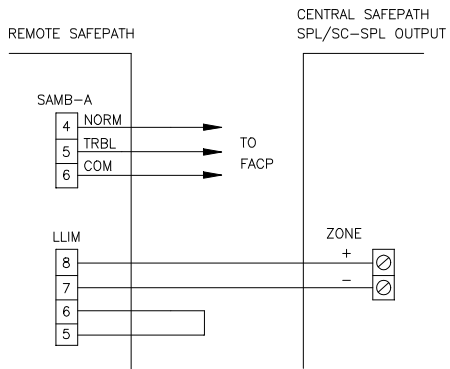 CENTRAL SAFEPATH
REMOTE SAFEPATH
SPL/SC-SPL OUTPUT
SAMB-A
4 NORM
5 TRBL
6 COM
TO
FACP
LLIM
ZONE
8 +
7 -
6
5